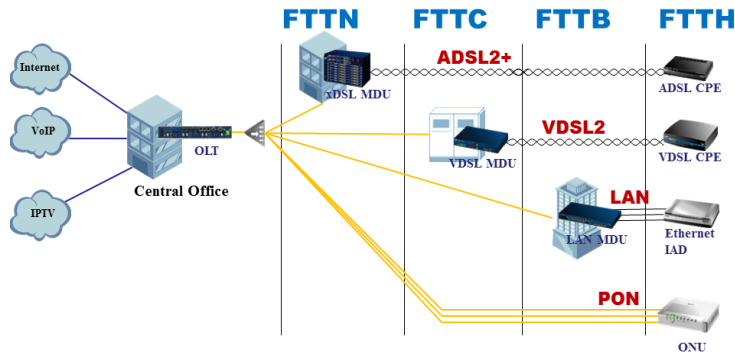 FTTN FTTC FTTB FTTH
ADSL2+
Internet
xDSL MDU
ADSL CPE
VoIP
OLT
VDSL2
VDSL MDU
VDSL CPE
Central Office
IPTV
LAN
LAN MDU
Ethernet
IAD
PON
ONU